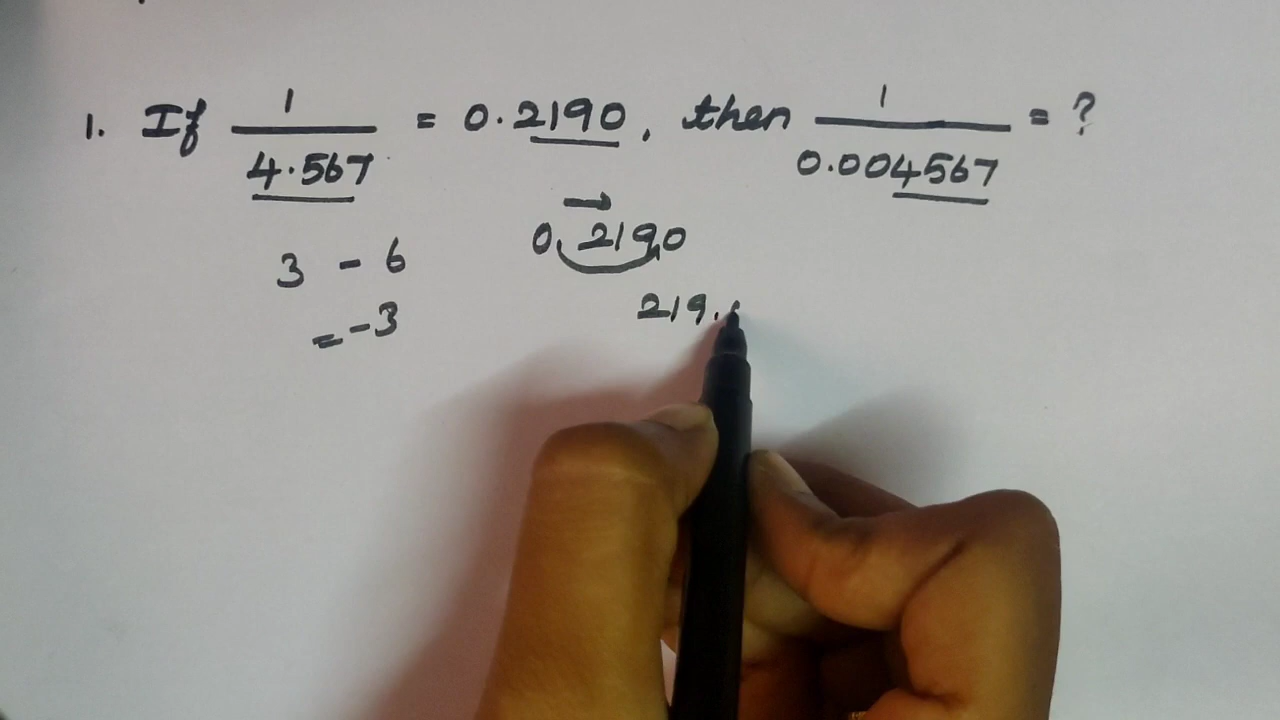 1. If 1/4.567 = 0.2190, then 1/0.004567 = ?
3 - 6
0.2190
= -3
219.